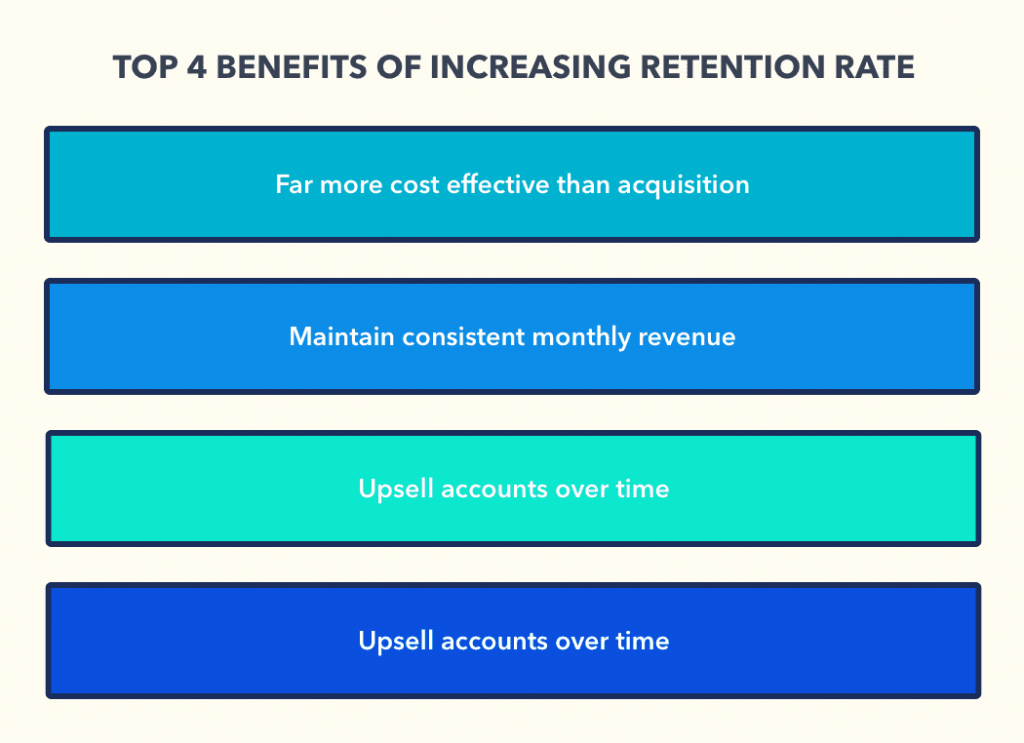 TOP 4 BENEFITS OF INCREASING RETENTION RATE
Far more cost effective than acquisition
Maintain consistent monthly revenue
Upsell accounts over time
Upsell accounts over time